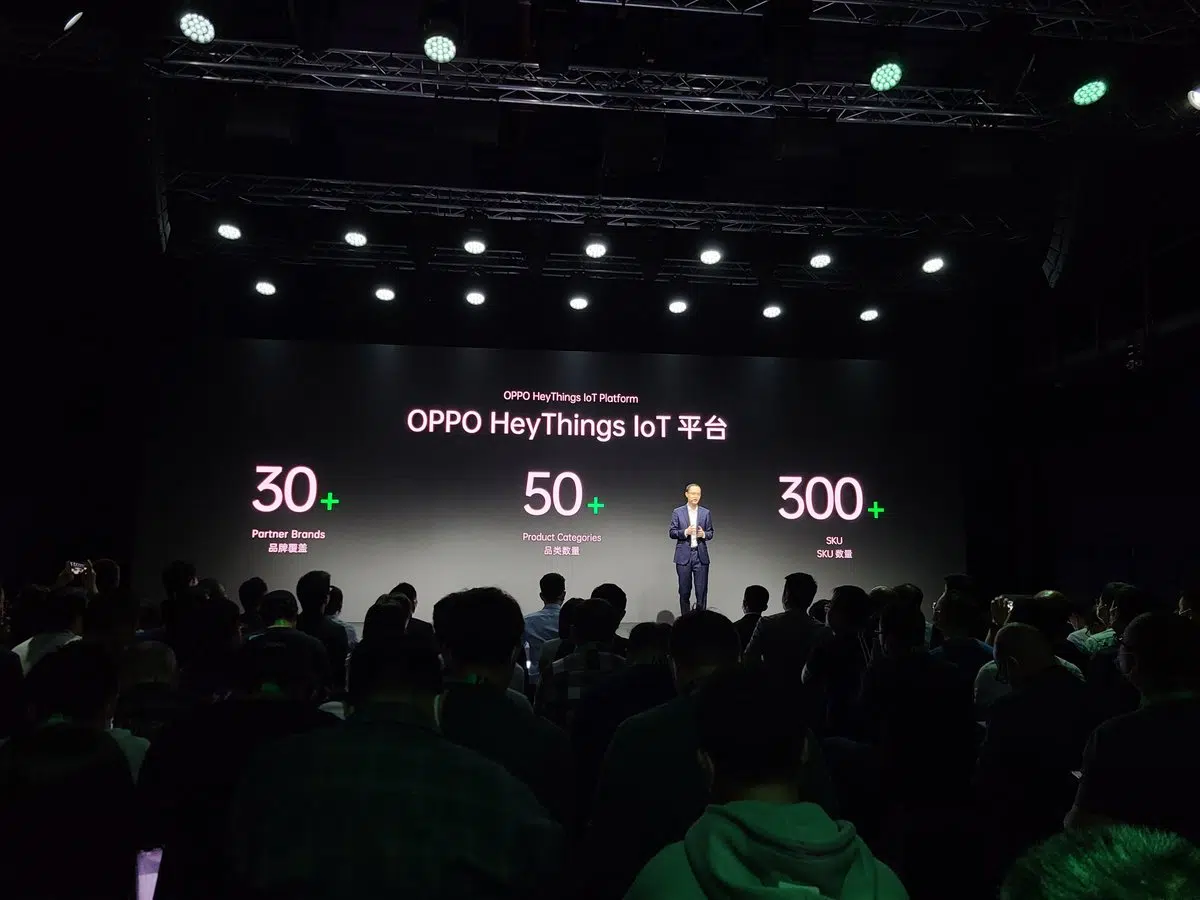 OPPO HeyThings IoT Platform
OPPO HeyThings IoT 平台
30+
Partner Brands
品牌覆盖
50+
Product Categories
品类数量
300+
SKU
SKU 数量